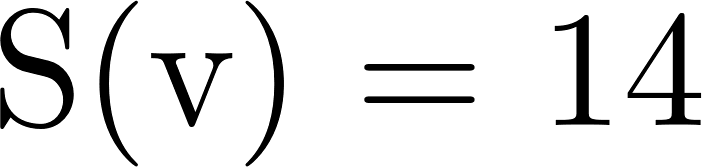 S(v) = 14